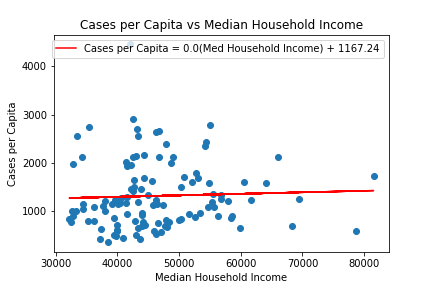 Cases per Capita vs Median Household Income
Cases per Capita = 0.0(Med Household Income) + 1167.24
4000
3000
2000
1000
Cases per Capita
30000 40000 50000 60000 70000 80000
Median Household Income